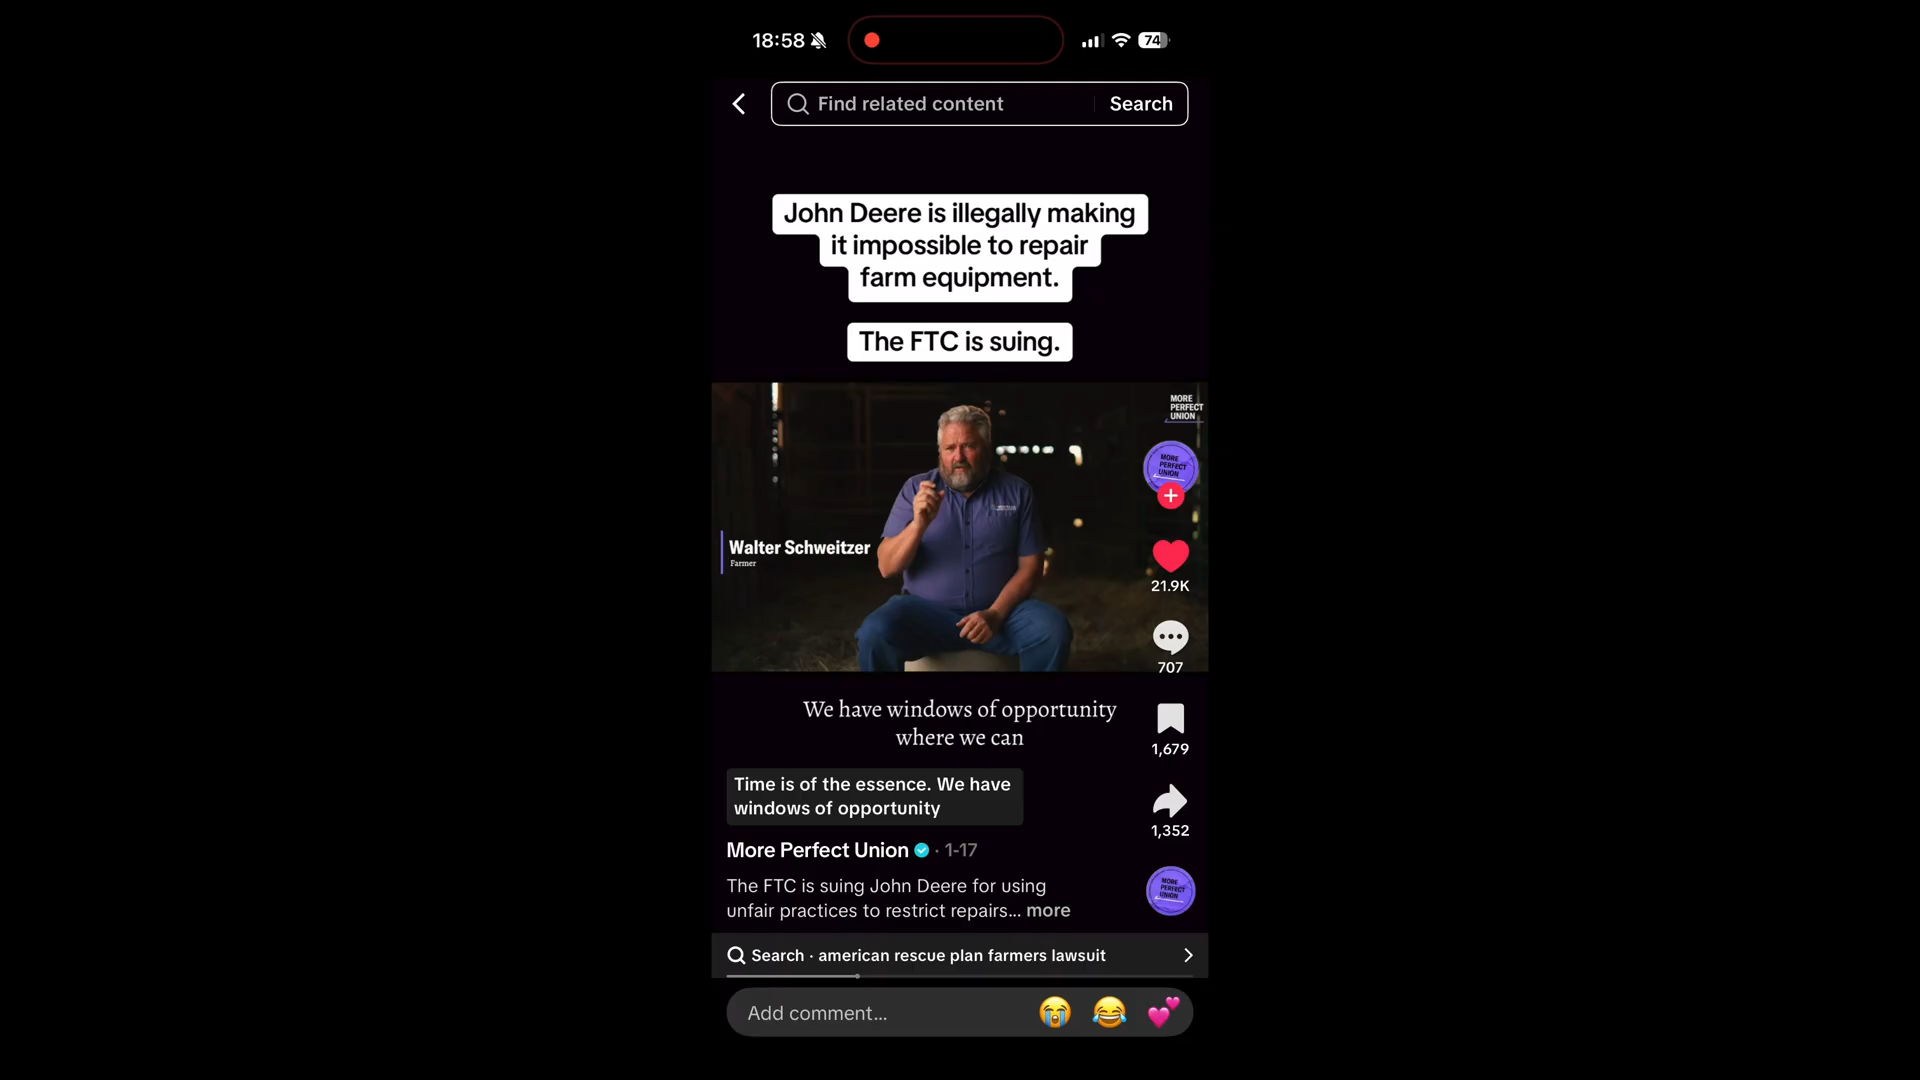 18:58
74
Find related content
Search
John Deere is illegally making
it impossible to repair
farm equipment.
The FTC is suing.
MORE
PERFECT
UNION
MORE
PERFECT
UNION
Walter Schweitzer
Farmer
21.9K
707
We have windows of opportunity
where we can
1,679
Time is of the essence. We have
windows of opportunity
1,352
More Perfect Union · 1-17
The FTC is suing John Deere for using
unfair practices to restrict repairs... more
MORE
PERFECT
UNION
Search · american rescue plan farmers lawsuit
Add comment...